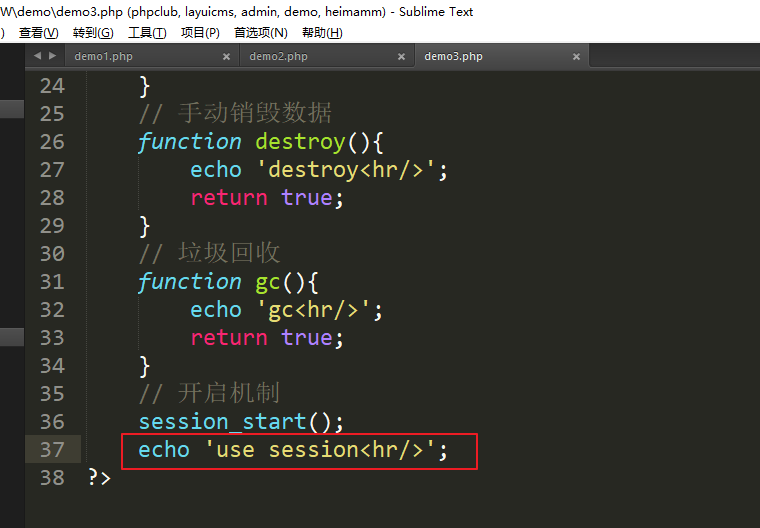 W\demo\demo3.php (phpclub, layuicms, admin, demo, heimamm) - Sublime Text
) 查看(V) 转到(G) 工具(T) 项目(P) 首选项(N) 帮助(H)
demo1.php × demo2.php × demo3.php ×
24 }
25 // 手动销毁数据
26 function destroy(){
27 echo 'destroy<hr/>';
28 return true;
29 }
30 // 垃圾回收
31 function gc(){
32 echo 'gc<hr/>';
33 return true;
34 }
35 // 开启机制
36 session_start();
37 echo 'use session<hr/>';
38 ?>